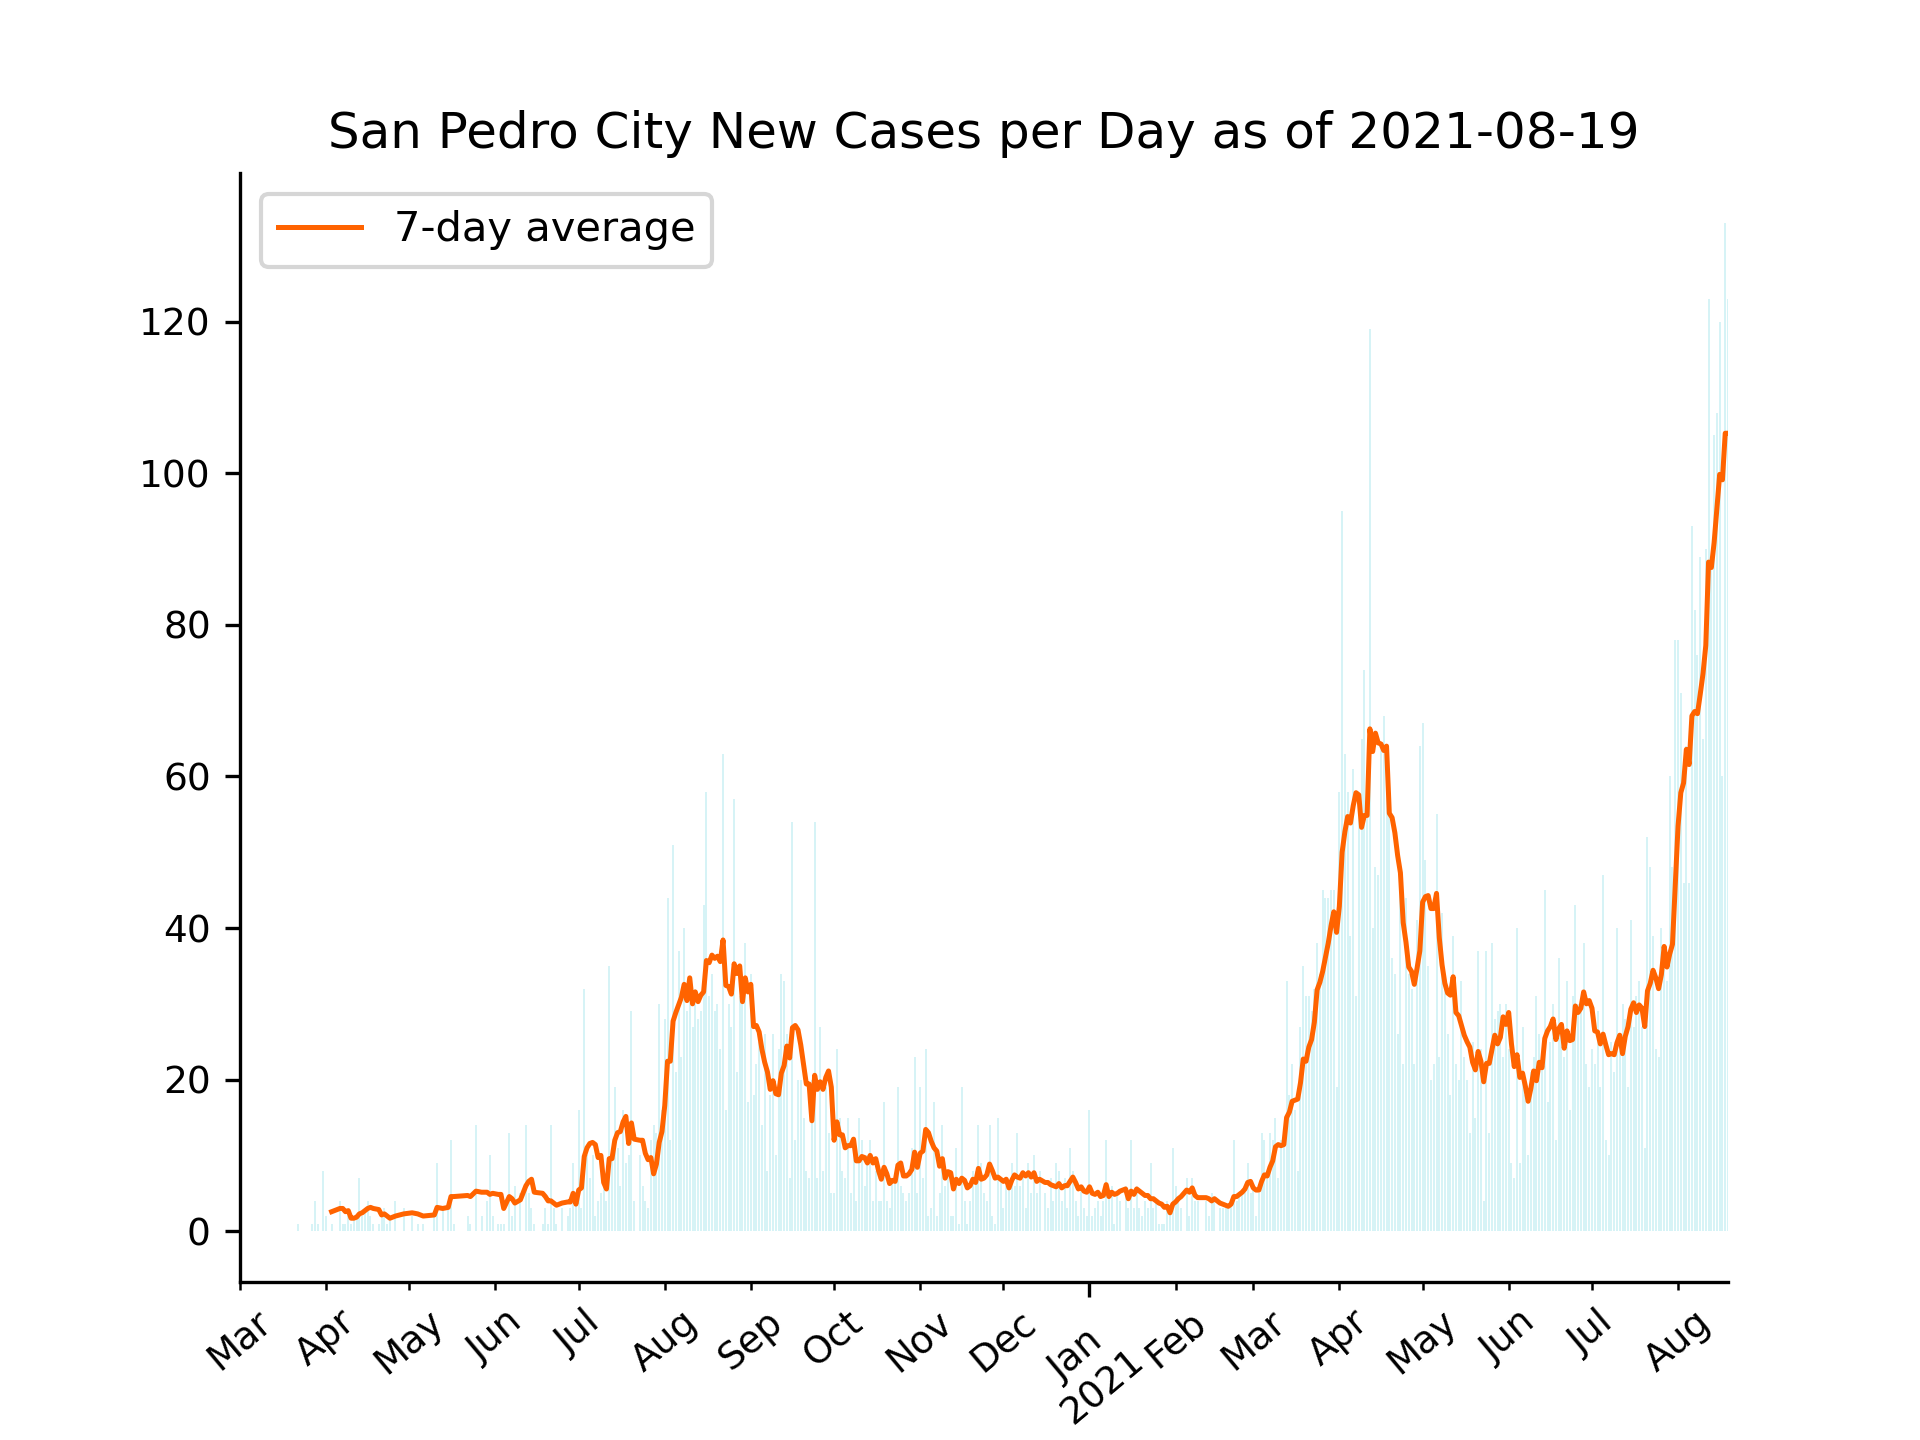 San Pedro City New Cases per Day as of 2021-08-19
7-day average
120
100
80
60
40
20
0
Mar
Apr
May
Jun
Jul
Aug
Sep
Oct
Nov
Dec
Jan
2021
Feb
Mar
Apr
May
Jun
Jul
Aug